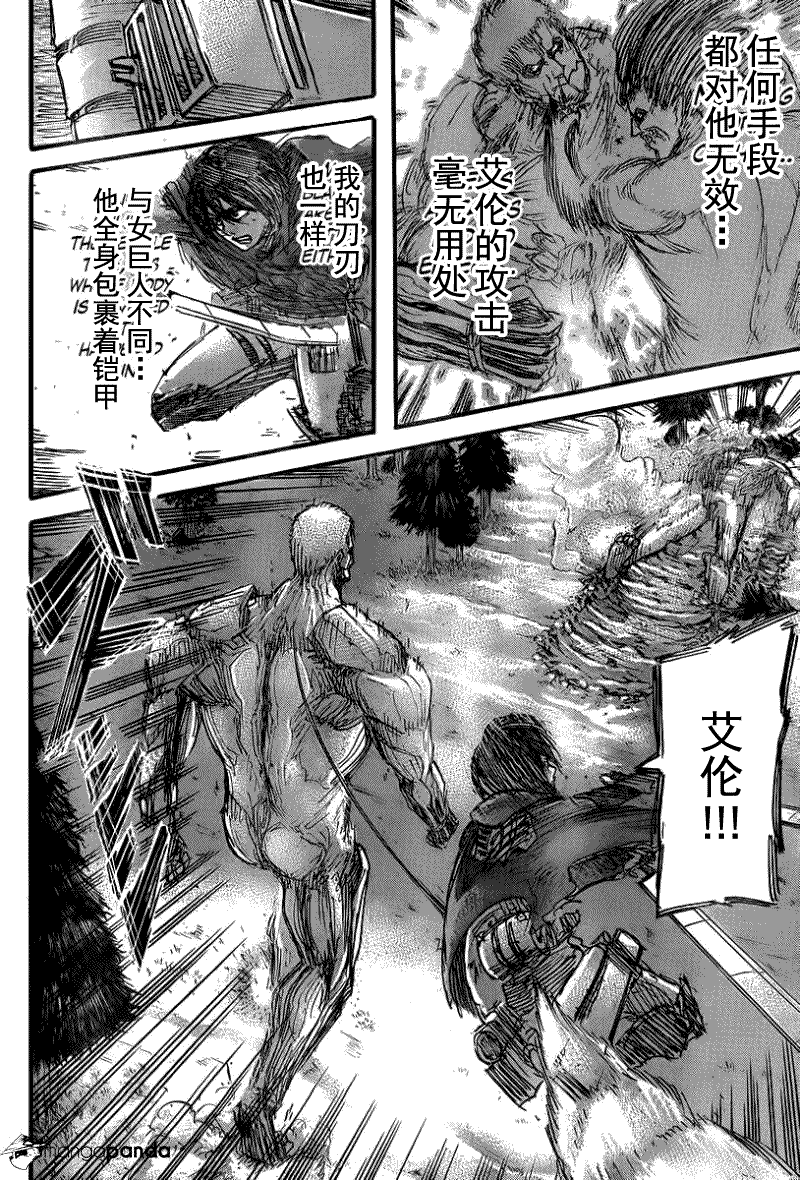 任何手段
都对他无效…
艾伦的攻击
毫无用处
我的刀刃
也一样
与女巨人不同…
他全身包裹着铠甲
艾伦!!!
mangapanda